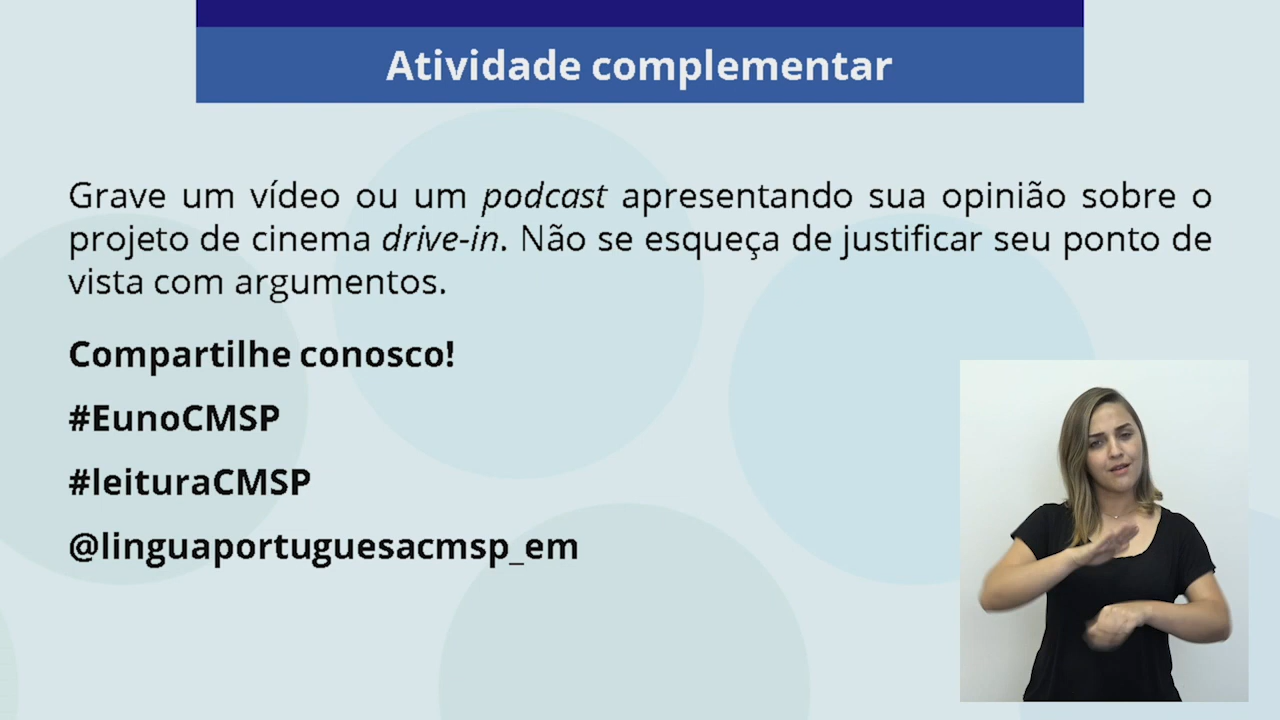 Atividade complementar
Grave um vídeo ou um podcast apresentando sua opinião sobre o
projeto de cinema drive-in. Não se esqueça de justificar seu ponto de
vista com argumentos.
Compartilhe conosco!
#EunoCMSP
#leituraCMSP
@linguaportuguesacmsp_em